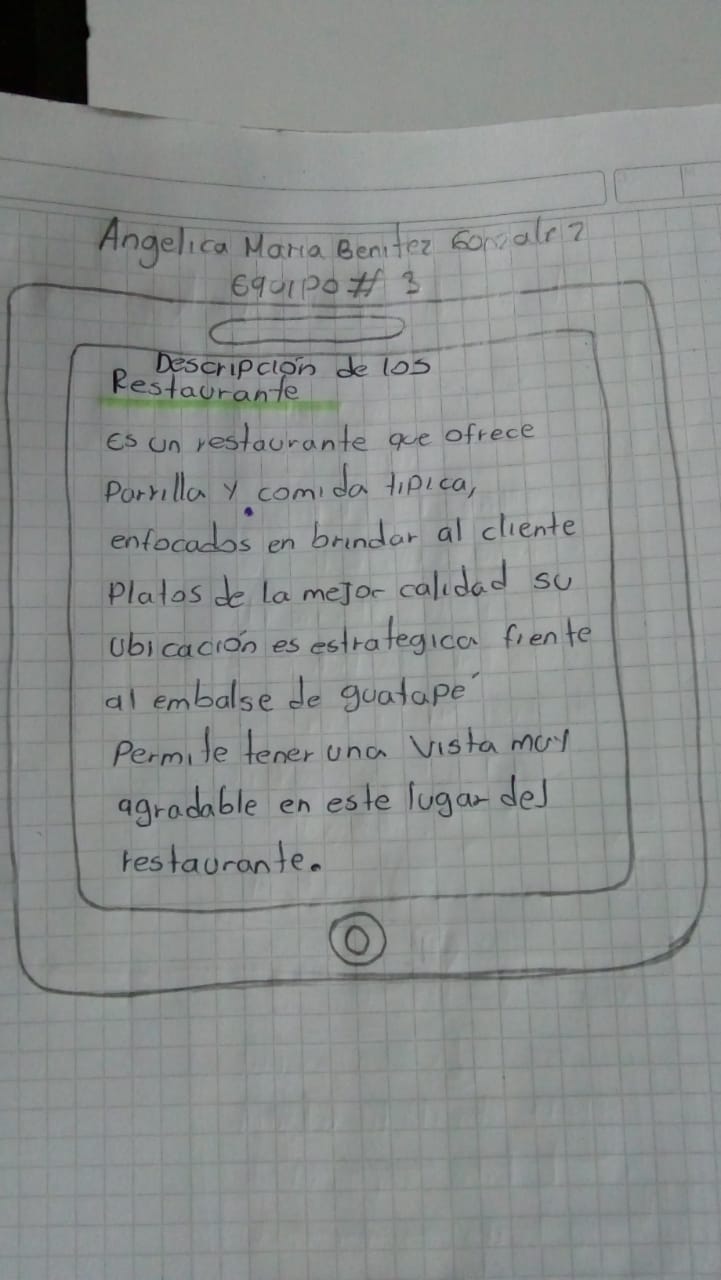 Angelica Maria Benitez Gonzalez
Equipo # 3
Descripción de los
Restaurante
Es un restaurante que ofrece
Parrilla y comida tipica,
enfocados en brindar al cliente
Platos de la mejor calidad su
Ubicación es estrategica frente
al embalse de guatapé
Permite tener una vista muy
agradable en este lugar del
restaurante.